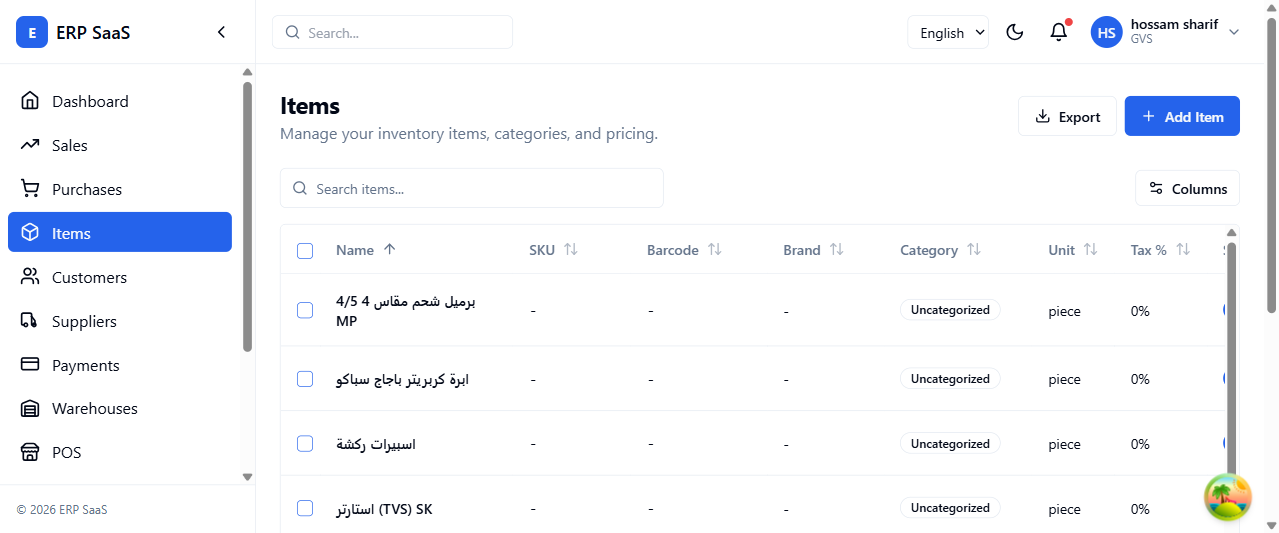 E ERP SaaS
Search...
English
HS
hossam sharif
GVS
Dashboard
Sales
Purchases
Items
Customers
Suppliers
Payments
Warehouses
POS
© 2026 ERP SaaS
Items
Manage your inventory items, categories, and pricing.
Export
+ Add Item
Search items...
Columns
Name SKU Barcode Brand Category Unit Tax %
برميل شحم مقاس 4 4/5
MP - - - Uncategorized piece 0%
ابرة كربريتر باجاج سباكو - - - Uncategorized piece 0%
اسبيرات ركشة - - - Uncategorized piece 0%
استارتر (TVS) SK - - - Uncategorized piece 0%